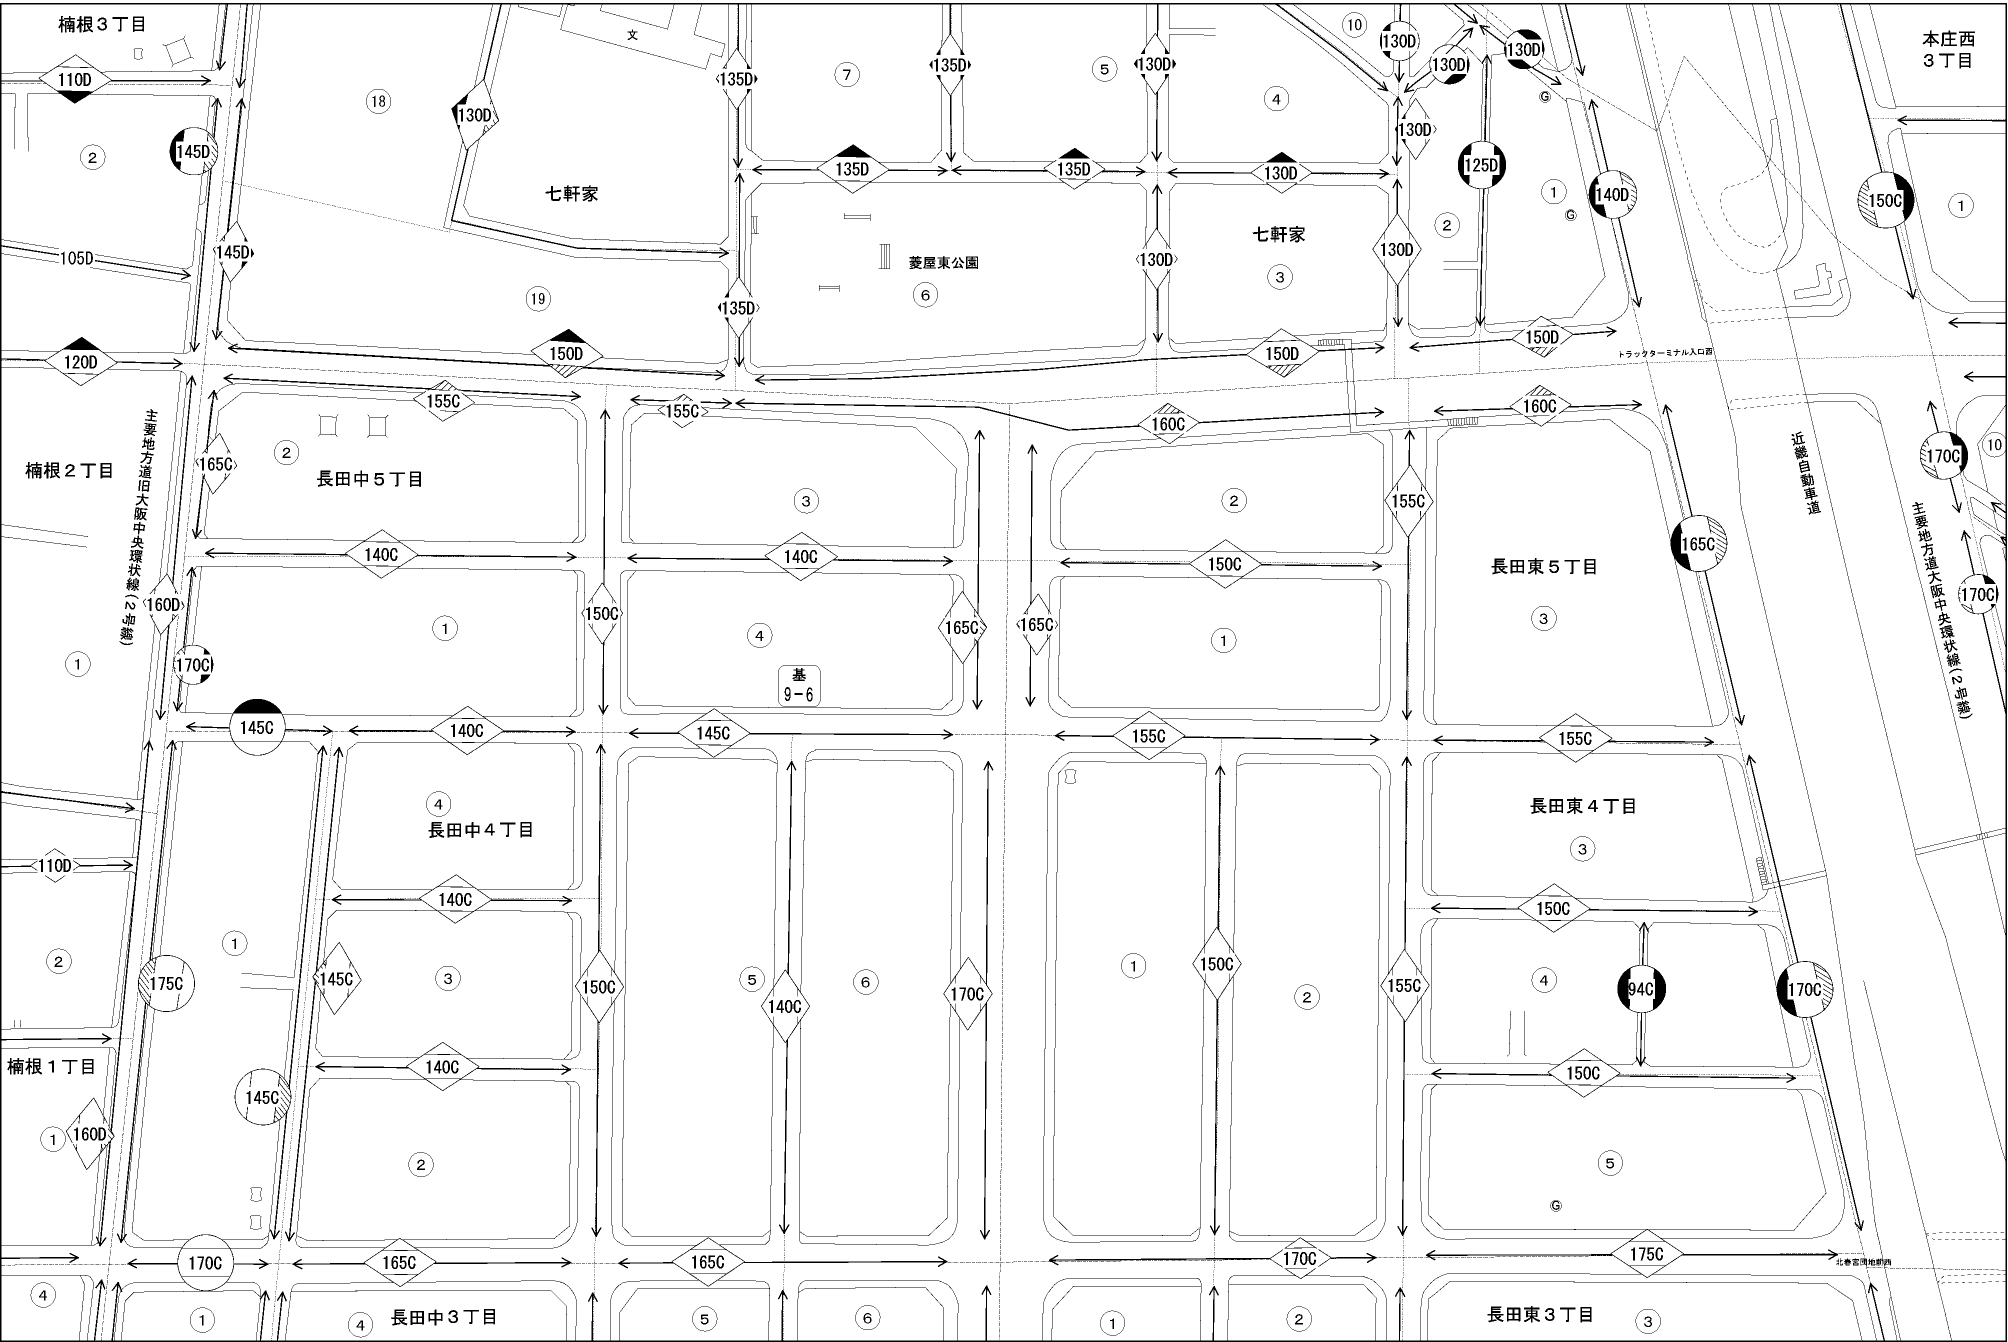 楠根３丁目
文
10
130D
130D
130D
本庄西
３丁目
110D
135D
7
135D
5
130D
4
18
130D
G
130D
2
145D
135D
135D
130D
125D
1
140D
150C
1
七軒家
G
2
七軒家
145D
105D
菱屋東公園
130D
130D
3
19
6
135D
120D
150D
150D
150D
トラックターミナル入口西
155C
155C
160C
160C
主要地方道旧大阪中央環状線(２号線)
近畿自動車道
主要地方道大阪中央環状線(２号線)
楠根２丁目
165C
2
長田中５丁目
3
2
155C
170C
10
140C
140C
150C
165C
長田東５丁目
160D
150C
165C
165C
170C
1
4
1
3
1
170C
基
9-6
145C
140C
145C
155C
155C
4
長田中４丁目
長田東４丁目
3
110D
140C
150C
1
2
175C
145C
3
150C
5
140C
6
170C
1
150C
2
155C
4
94C
170C
楠根１丁目
140C
150C
145C
1
160D
2
5
G
170C
165C
165C
170C
175C
北春宮団地前西
4
1
4
長田中３丁目
5
6
1
2
長田東３丁目
3